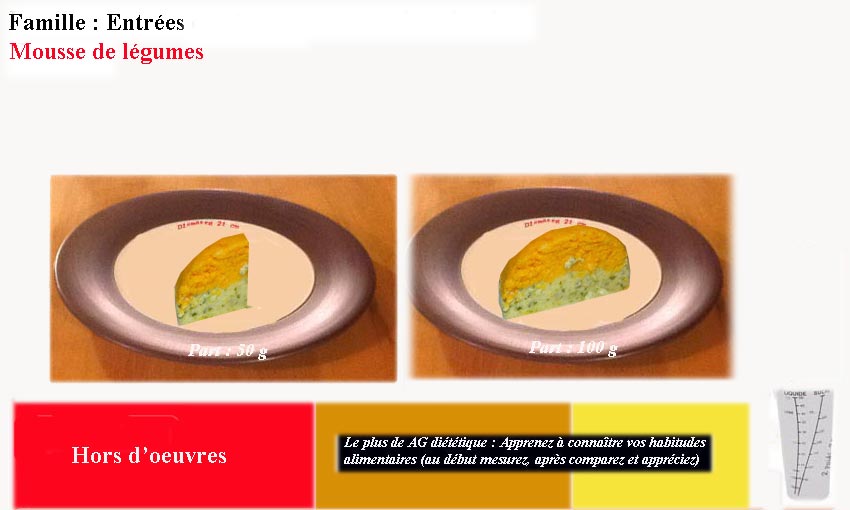 Famille : Entrées
Mousse de légumes
Diamètre 21 cm
Diamètre 21 cm
Part : 50 g
Part : 100 g
Hors d’oeuvres
Le plus de AG diététique : Apprenez à connaître vos habitudes
alimentaires (au début mesurez, après comparez et appréciez)
LIQUIDE